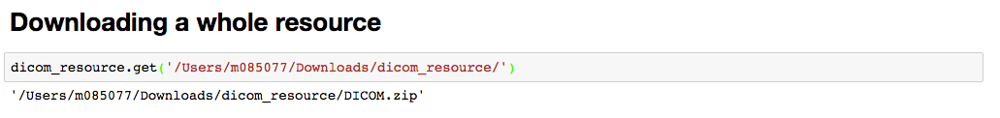 Downloading a whole resource
dicom_resource.get('/Users/m085077/Downloads/dicom_resource/')
'/Users/m085077/Downloads/dicom_resource/DICOM.zip'